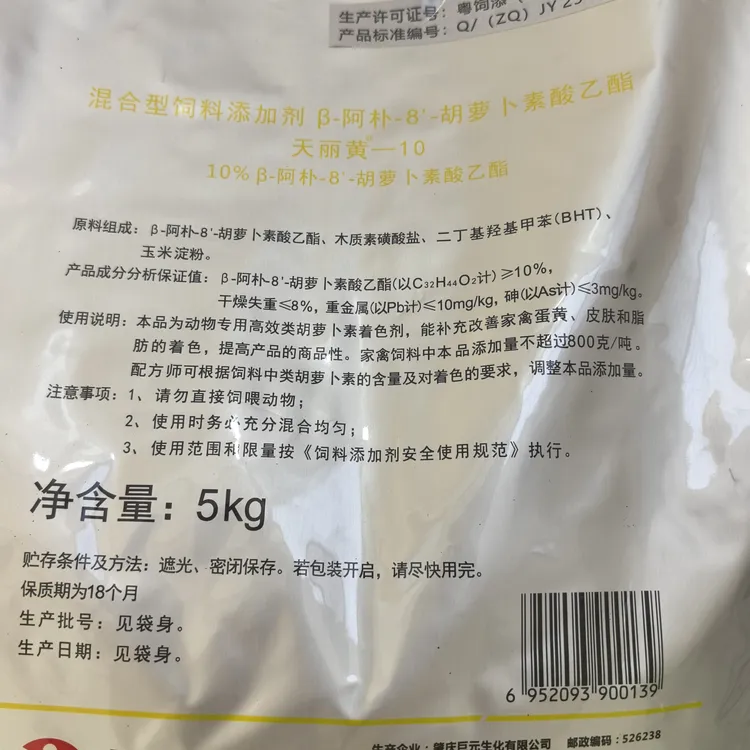 生产许可证号：粤饲添（
产品标准编号：Q/（ZQ）JY 25
混合型饲料添加剂 β-阿朴-8'-胡萝卜素酸乙酯
天丽黄®—10
10% β-阿朴-8'-胡萝卜素酸乙酯
原料组成：β-阿朴-8'-胡萝卜素酸乙酯、木质素磺酸盐、二丁基羟基甲苯(BHT)、
玉米淀粉。
产品成分分析保证值：β-阿朴-8'-胡萝卜素酸乙酯(以C₃₂H₄₄O₂计)≥10%，
干燥失重≤8%，重金属(以Pb计)≤10mg/kg，砷(以As计)≤3mg/kg。
使用说明：本品为动物专用高效类胡萝卜素着色剂，能补充改善家禽蛋黄、皮肤和脂
肪的着色，提高产品的商品性。家禽饲料中本品添加量不超过800克/吨。
配方师可根据饲料中类胡萝卜素的含量及对着色的要求，调整本品添加量。
注意事项：1、请勿直接饲喂动物；
2、使用时务必充分混合均匀；
3、使用范围和限量按《饲料添加剂安全使用规范》执行。
净含量：5kg
贮存条件及方法：遮光、密闭保存。若包装开启，请尽快用完。
保质期为18个月
生产批号：见袋身。
生产日期：见袋身。
6 952093 900139
生产企业：肇庆巨元生化有限公司 邮政编码：526238